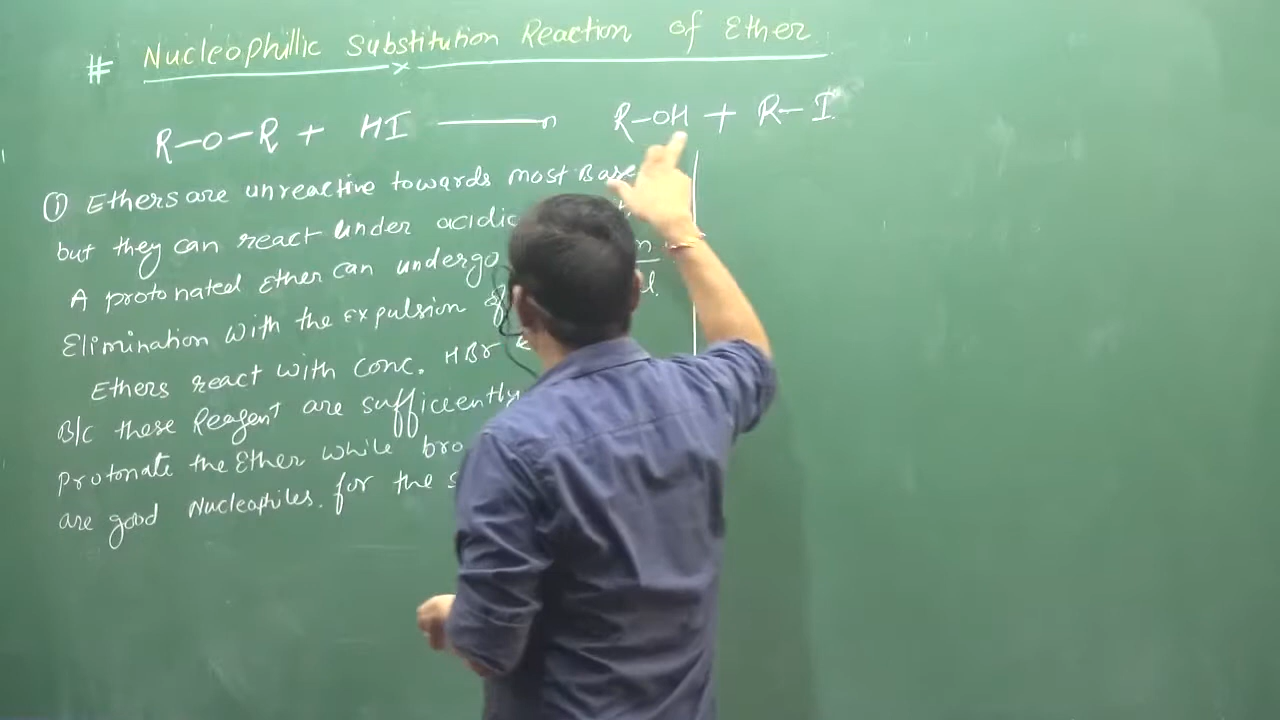 # Nucleophillic Substitution Reaction of Ether
R-O-R + HI → R-OH + R-I
① Ethers are unreactive towards most Base
but they can react under acidic
A protonated Ether can undergo
Elimination with the expulsion of
Ethers react with conc. HBr
B/c these Reagent are sufficcently
Protonate the Ether while bro
are good Nucleophiles. for the s